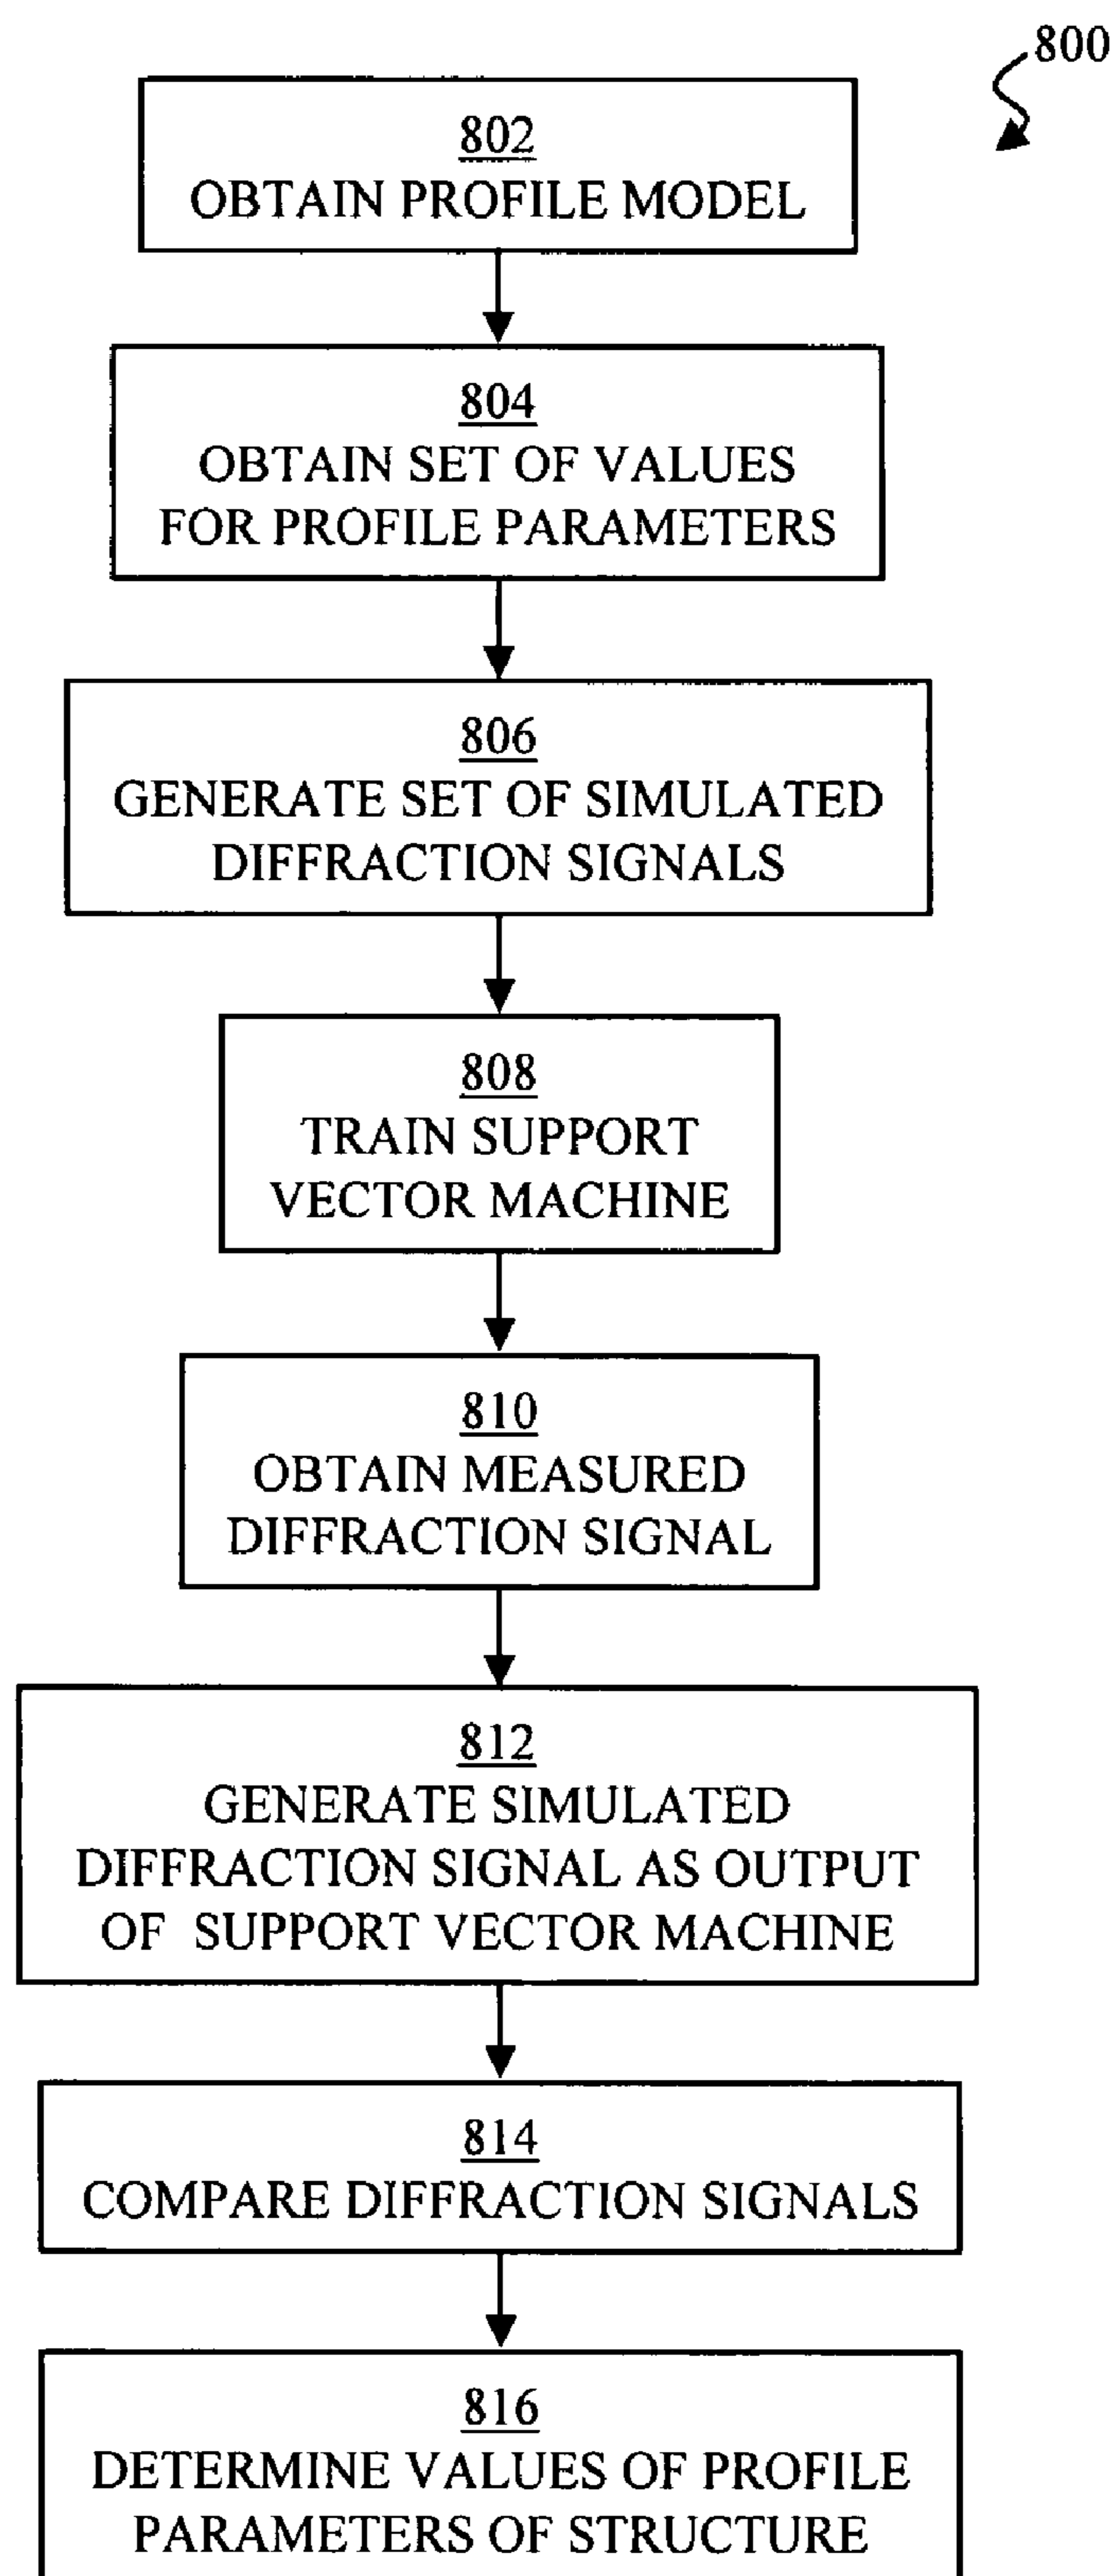 800
802
OBTAIN PROFILE MODEL
804
OBTAIN SET OF VALUES
FOR PROFILE PARAMETERS
806
GENERATE SET OF SIMULATED
DIFFRACTION SIGNALS
808
TRAIN SUPPORT
VECTOR MACHINE
810
OBTAIN MEASURED
DIFFRACTION SIGNAL
812
GENERATE SIMULATED
DIFFRACTION SIGNAL AS OUTPUT
OF SUPPORT VECTOR MACHINE
814
COMPARE DIFFRACTION SIGNALS
816
DETERMINE VALUES OF PROFILE
PARAMETERS OF STRUCTURE